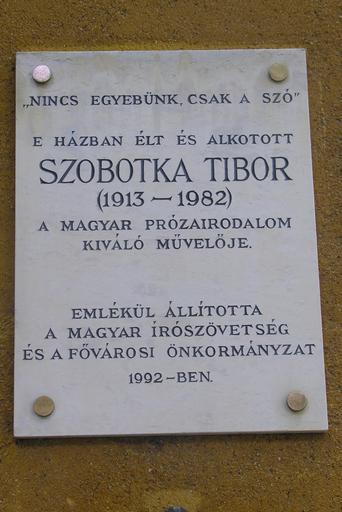 „NINCS EGYEBÜNK, CSAK A SZÓ"
E HÁZBAN ÉLT ÉS ALKOTOTT
SZOBOTKA TIBOR
(1913 — 1982)
A MAGYAR PRÓZAIRODALOM
KIVÁLÓ MŰVELŐJE.
EMLÉKÜL ÁLLÍTOTTA
A MAGYAR ÍRÓSZÖVETSÉG
ÉS A FŐVÁROSI ÖNKORMÁNYZAT
1992-BEN.